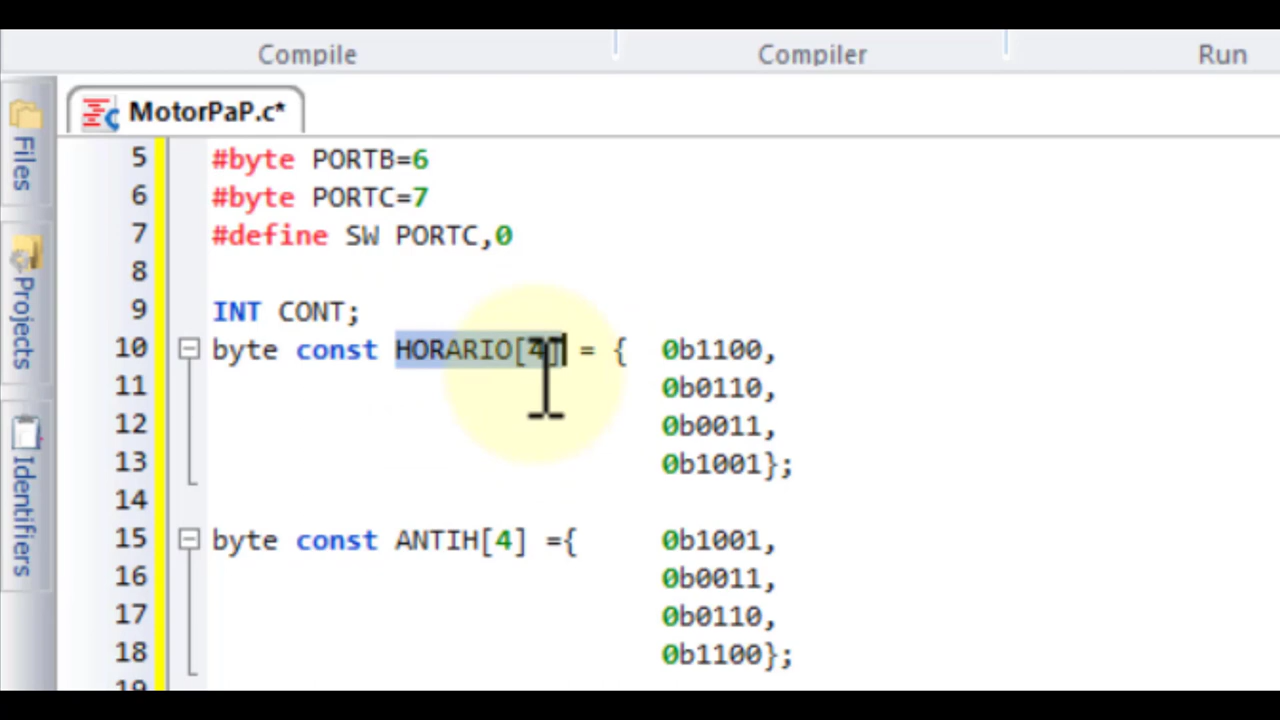 Compile Compiler Run
MotorPaP.c*
Files
Projects
Identifiers
5 #byte PORTB=6
6 #byte PORTC=7
7 #define SW PORTC,0
8
9 INT CONT;
10 byte const HORARIO[4] = { 0b1100,
11 0b0110,
12 0b0011,
13 0b1001};
14
15 byte const ANTIH[4] ={ 0b1001,
16 0b0011,
17 0b0110,
18 0b1100};
19